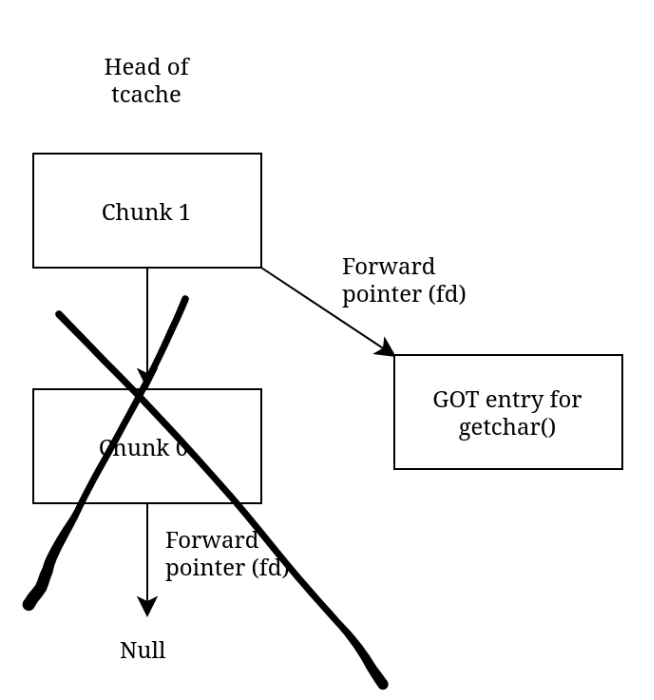 Head of
tcache
Chunk 1
Forward
pointer (fd)
GOT entry for
getchar()
Chunk 0
Forward
pointer (fd)
Null